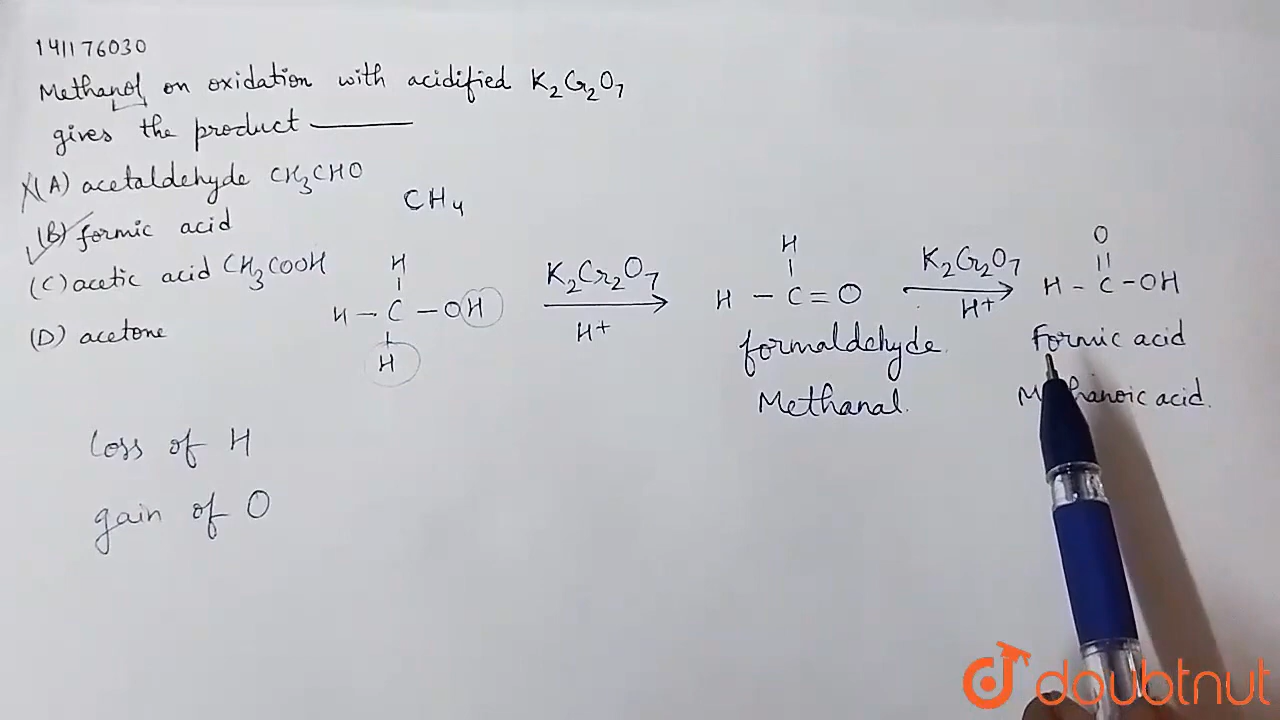 141176030
Methanol on oxidation with acidified K₂Cr₂O₇
gives the product ———
(A) acetaldehyde CH₃CHO
CH₄
(B) formic acid
(C) acetic acid CH₃COOH
(D) acetone
H
H – C – OH
H
K₂Cr₂O₇
H+
H
H – C = O
formaldehyde.
Methanal.
K₂Cr₂O₇
H+
O
H – C – OH
Formic acid
Methanoic acid.
Loss of H
gain of O
doubtnut